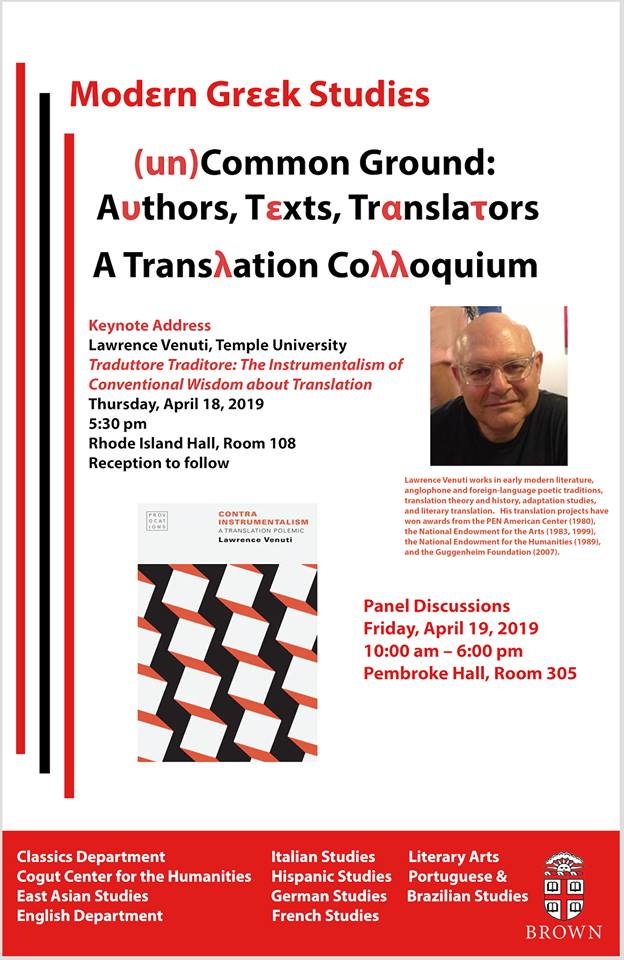 Modεrn Grεεk Studiεs
(un)Common Ground:
Aυthors, Tεxts, Trαnslaτors
A Transλation Coλλoquium
Keynote Address
Lawrence Venuti, Temple University
Traduttore Traditore: The Instrumentalism of
Conventional Wisdom about Translation
Thursday, April 18, 2019
5:30 pm
Rhode Island Hall, Room 108
Reception to follow
Lawrence Venuti works in early modern literature,
anglophone and foreign-language poetic traditions,
translation theory and history, adaptation studies,
and literary translation. His translation projects have
won awards from the PEN American Center (1980),
the National Endowment for the Arts (1983, 1999),
the National Endowment for the Humanities (1989),
and the Guggenheim Foundation (2007).
PROV
OCAT
IONS
CONTRA
INSTRUMENTALISM
A TRANSLATION POLEMIC
Lawrence Venuti
Panel Discussions
Friday, April 19, 2019
10:00 am – 6:00 pm
Pembroke Hall, Room 305
Classics Department
Cogut Center for the Humanities
East Asian Studies
English Department
Italian Studies
Hispanic Studies
German Studies
French Studies
Literary Arts
Portuguese &
Brazilian Studies
BROWN